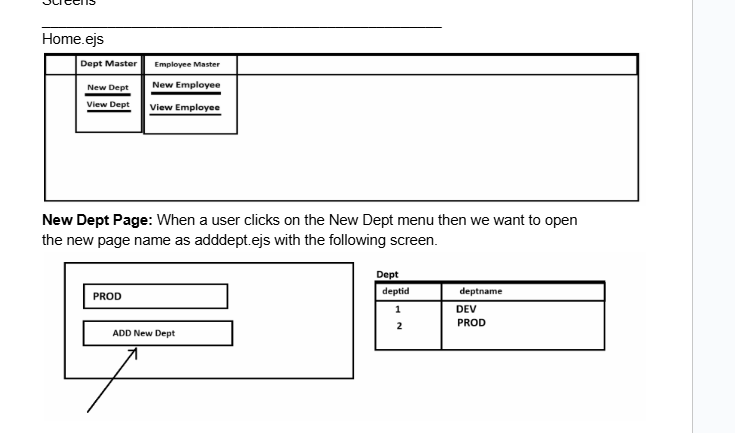 Screens
Home.ejs
Dept Master Employee Master
New Dept New Employee
View Dept View Employee
New Dept Page: When a user clicks on the New Dept menu then we want to open
the new page name as adddept.ejs with the following screen.
PROD
ADD New Dept
Dept
deptid deptname
1 DEV
2 PROD